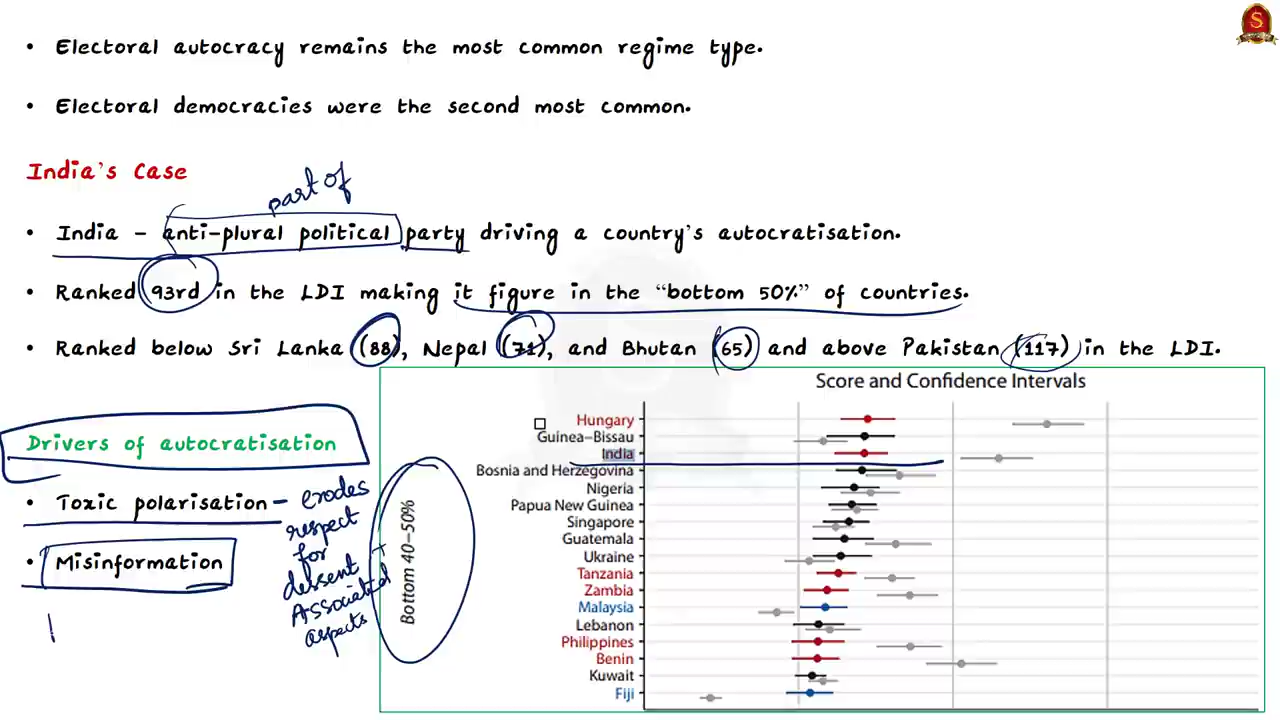 • Electoral autocracy remains the most common regime type.
• Electoral democracies were the second most common.
India's Case
part of
• India - anti-plural political party driving a country's autocratisation.
• Ranked 93rd in the LDI making it figure in the "bottom 50%" of countries.
• Ranked below Sri Lanka (88), Nepal (71), and Bhutan (65) and above Pakistan (117) in the LDI.
Score and Confidence Intervals
Hungary
Guinea-Bissau
India
Bosnia and Herzegovina
Nigeria
Papua New Guinea
Singapore
Guatemala
Ukraine
Tanzania
Zambia
Malaysia
Lebanon
Philippines
Benin
Kuwait
Fiji
Bottom 40–50%
Drivers of autocratisation
• Toxic polarisation - erodes
respect
for
dessent
Associated
aspects
• Misinformation
S